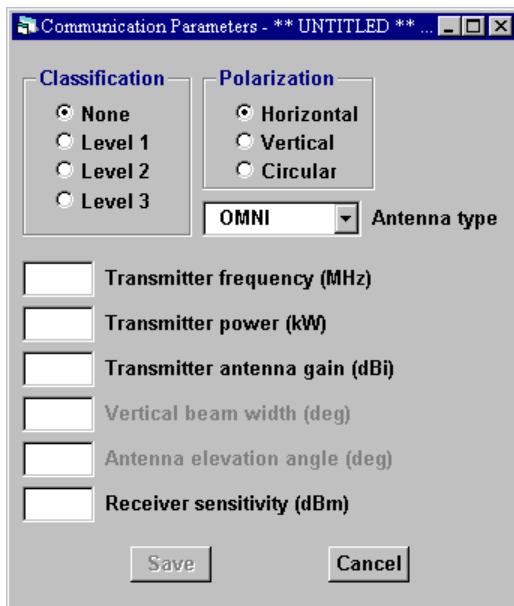 Communication Parameters - ** UNTITLED ** ...
Classification
None
Level 1
Level 2
Level 3
Polarization
Horizontal
Vertical
Circular
OMNI Antenna type
Transmitter frequency (MHz)
Transmitter power (kW)
Transmitter antenna gain (dBi)
Vertical beam width (deg)
Antenna elevation angle (deg)
Receiver sensitivity (dBm)
Save Cancel